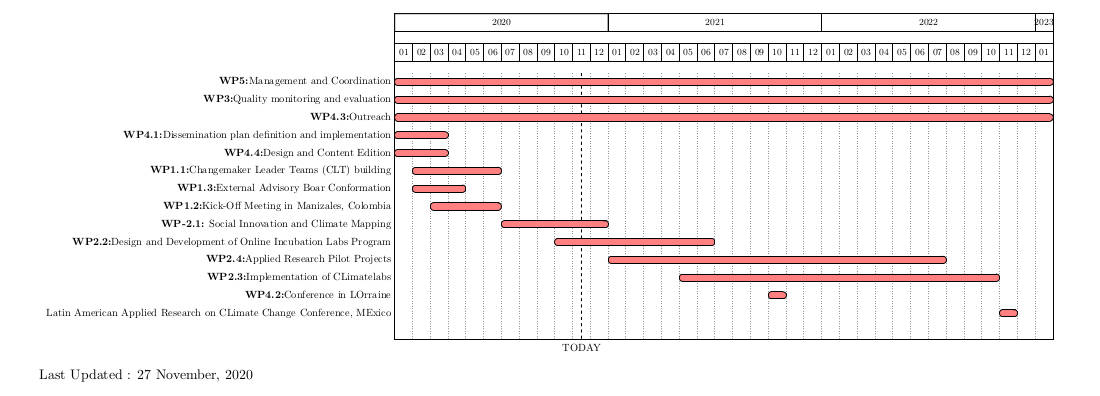 2020 2021 2022 2023
01 02 03 04 05 06 07 08 09 10 11 12 01 02 03 04 05 06 07 08 09 10 11 12 01 02 03 04 05 06 07 08 09 10 11 12 01
WP5:Management and Coordination
WP3:Quality monitoring and evaluation
WP4.3:Outreach
WP4.1:Dissemination plan definition and implementation
WP4.4:Design and Content Edition
WP1.1:Changemaker Leader Teams (CLT) building
WP1.3:External Advisory Boar Conformation
WP1.2:Kick-Off Meeting in Manizales, Colombia
WP-2.1: Social Innovation and Climate Mapping
WP2.2:Design and Development of Online Incubation Labs Program
WP2.4:Applied Research Pilot Projects
WP2.3:Implementation of CLimatelabs
WP4.2:Conference in LOrraine
Latin American Applied Research on CLimate Change Conference, MExico
TODAY
Last Updated : 27 November, 2020